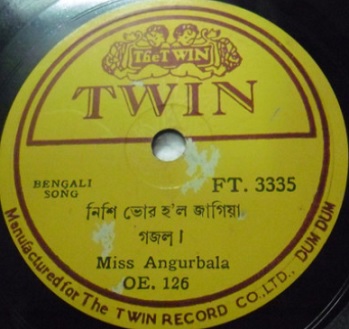 The TWIN
TWIN
BENGALI
SONG
FT. 3335
নিশি ভোর হ'ল জাগিয়া
গজল।
Miss Angurbala
OE. 126
Manufactured for The TWIN RECORD CO., LTD., DUM DUM